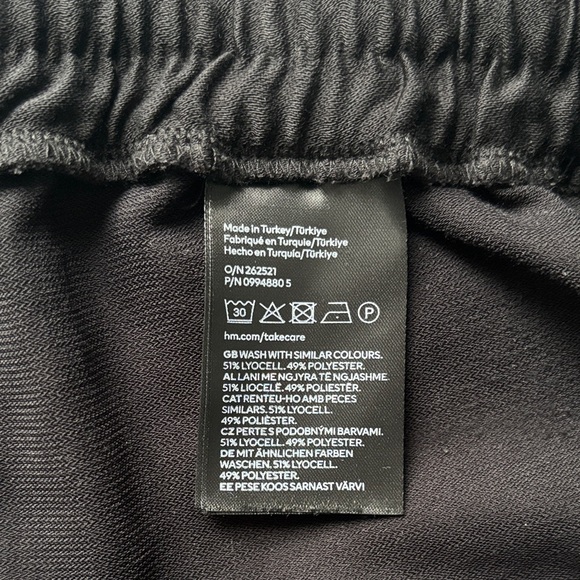 Made in Turkey/Türkiye
Fabriqué en Turquie/Türkiye
Hecho en Turquía/Türkiye
O/N 262521
P/N 0994880 5
30 P
hm.com/takecare
GB WASH WITH SIMILAR COLOURS.
51% LYOCELL. 49% POLYESTER.
AL LANI ME NGJYRA TË NGJASHME.
51% LIOCELË. 49% POLIESTËR.
CAT RENTEU-HO AMB PECES
SIMILARS. 51% LYOCELL.
49% POLIÈSTER.
CZ PERTE S PODOBNÝMI BARVAMI.
51% LYOCELL. 49% POLYESTER.
DE MIT ÄHNLICHEN FARBEN
WASCHEN. 51% LYOCELL.
49% POLYESTER.
EE PESE KOOS SARNAST VÄRVI